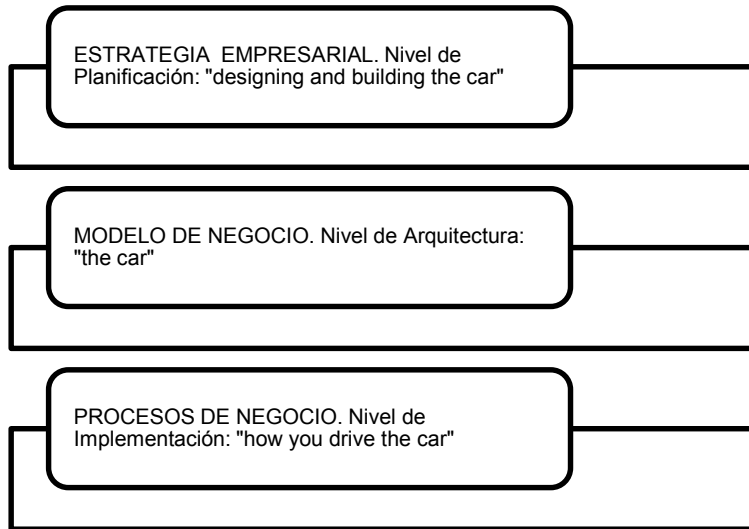 ESTRATEGIA  EMPRESARIAL. Nivel de
Planificación: "designing and building the car"
MODELO DE NEGOCIO. Nivel de Arquitectura:
"the car"
PROCESOS DE NEGOCIO. Nivel de
Implementación: "how you drive the car"